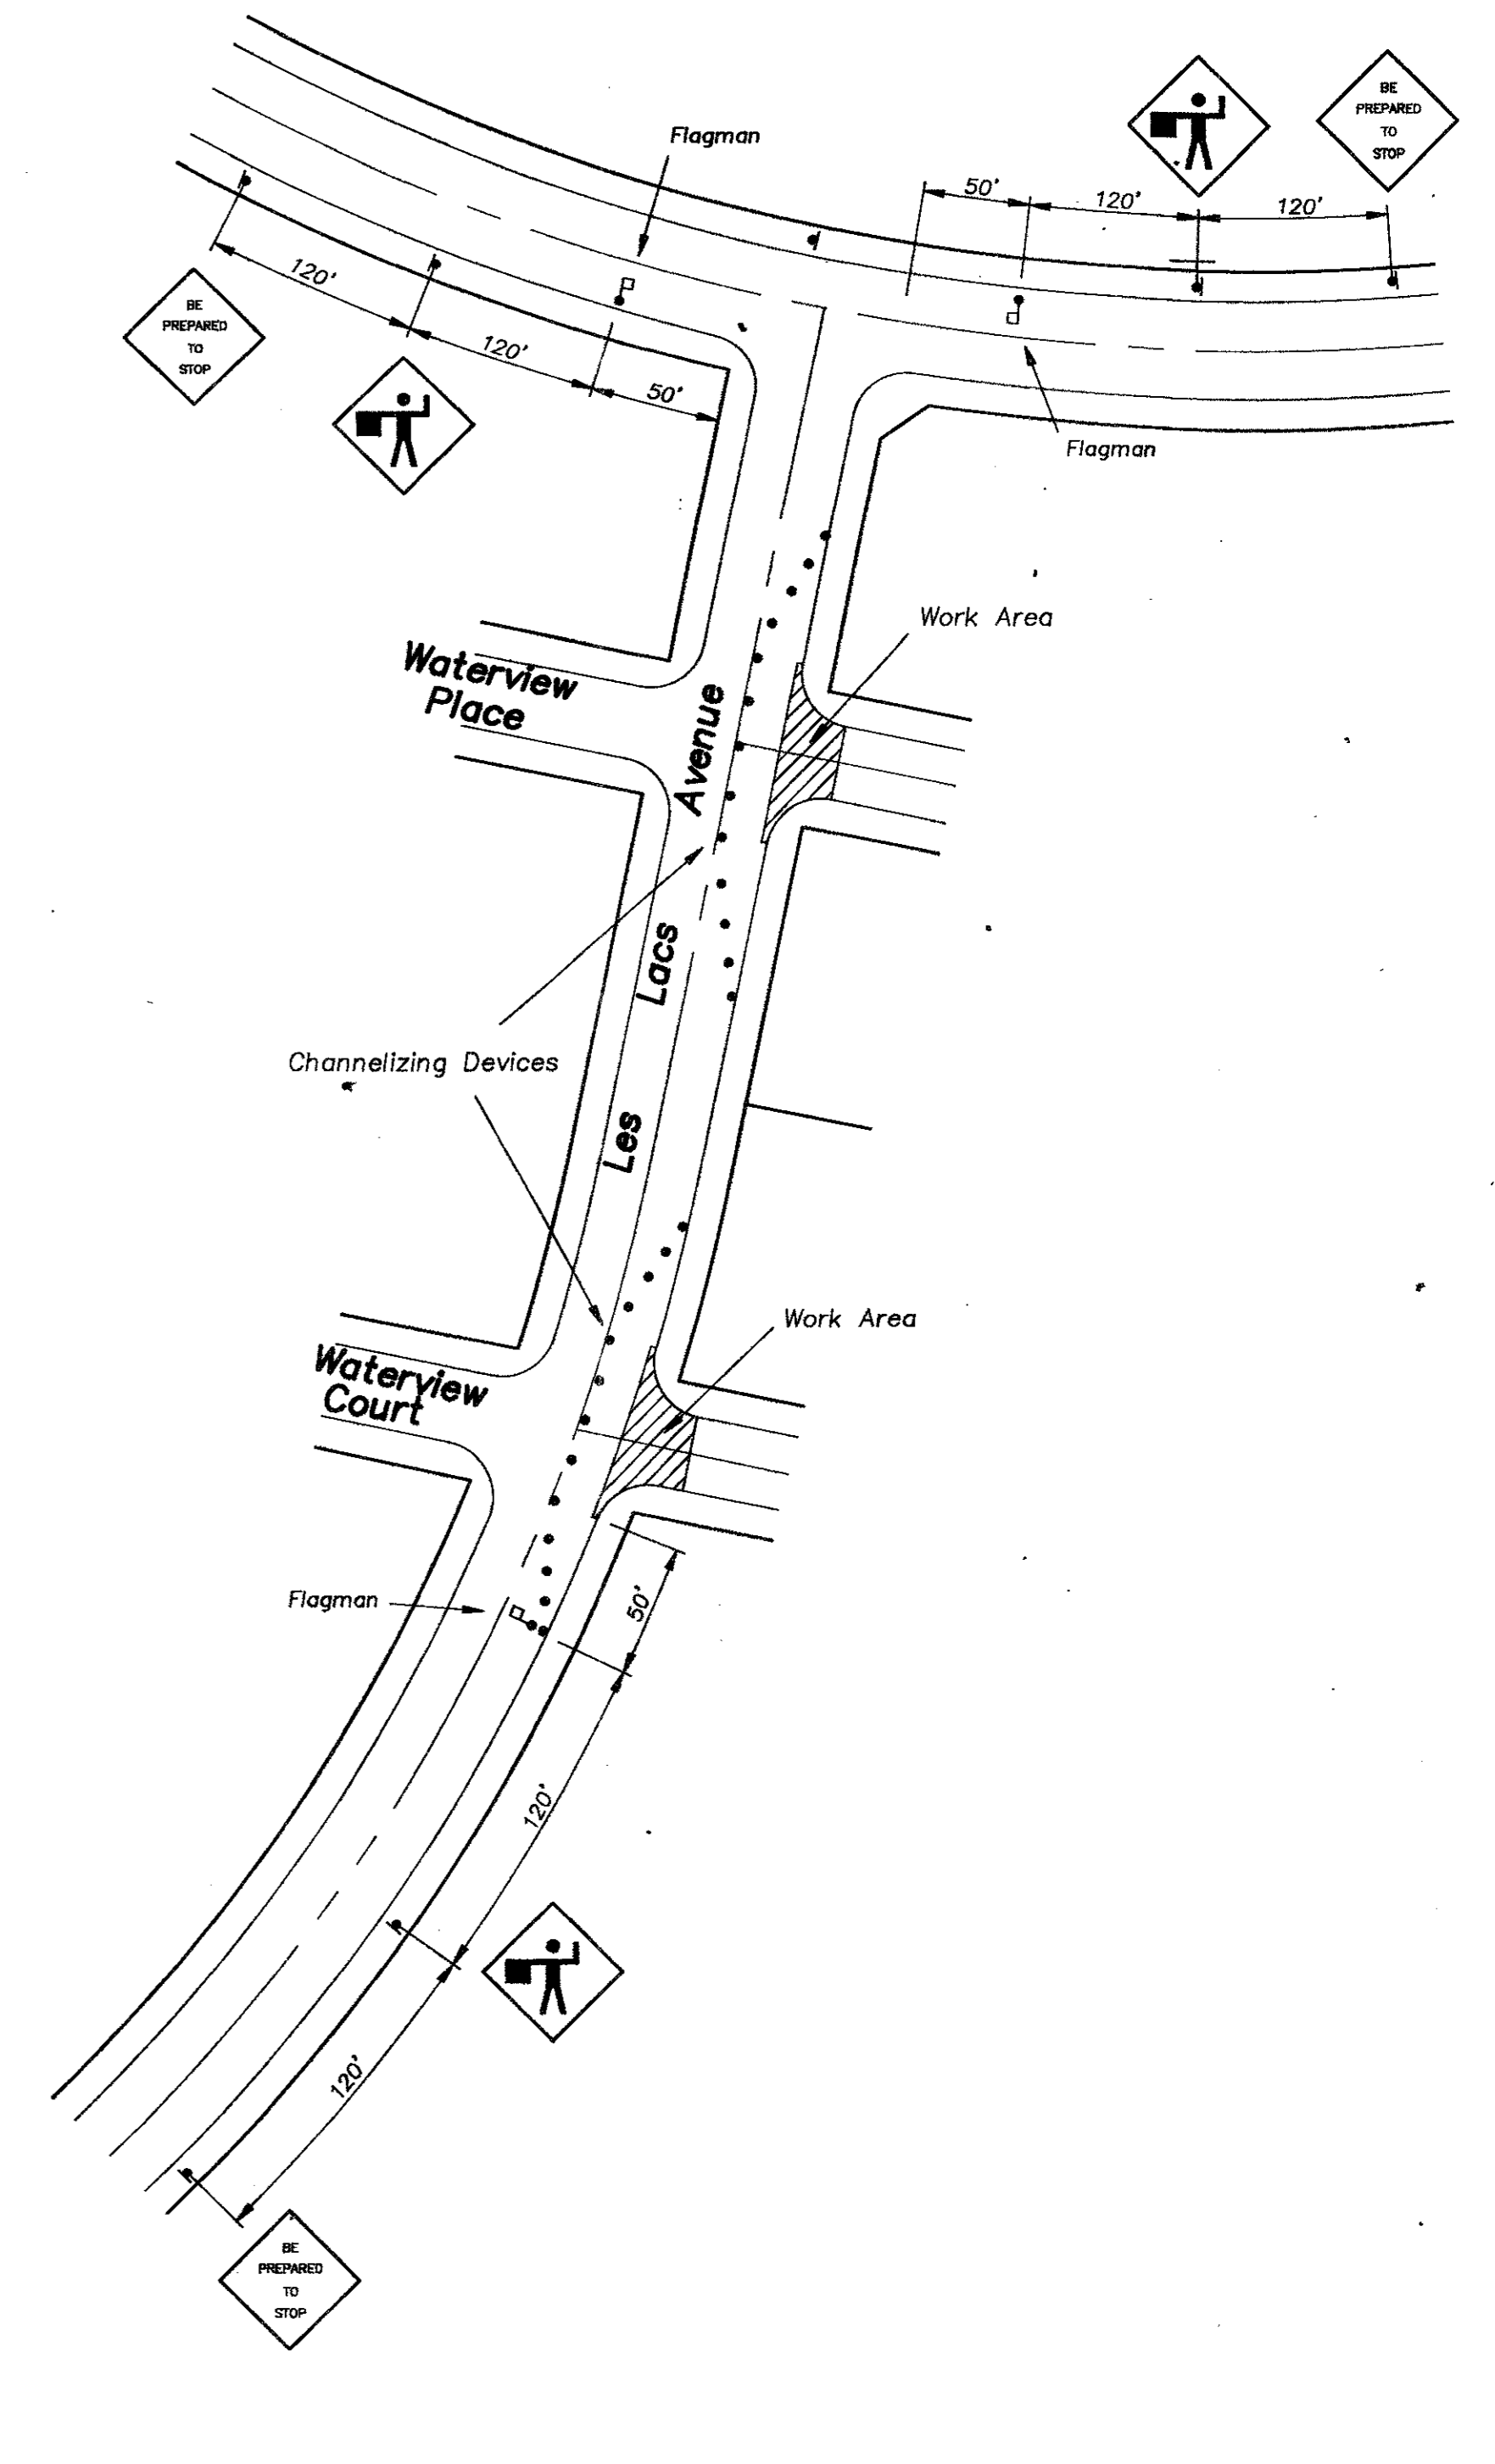 BE
PREPARED
TO
STOP
Flagman
50'
120'
120'
120'
BE
PREPARED
TO
STOP
120'
50'
Flagman
Work Area
Waterview
Place
Avenue
Lacs
Channelizing Devices
Les
Work Area
Waterview
Court
Flagman
50'
120'
120'
BE
PREPARED
TO
STOP